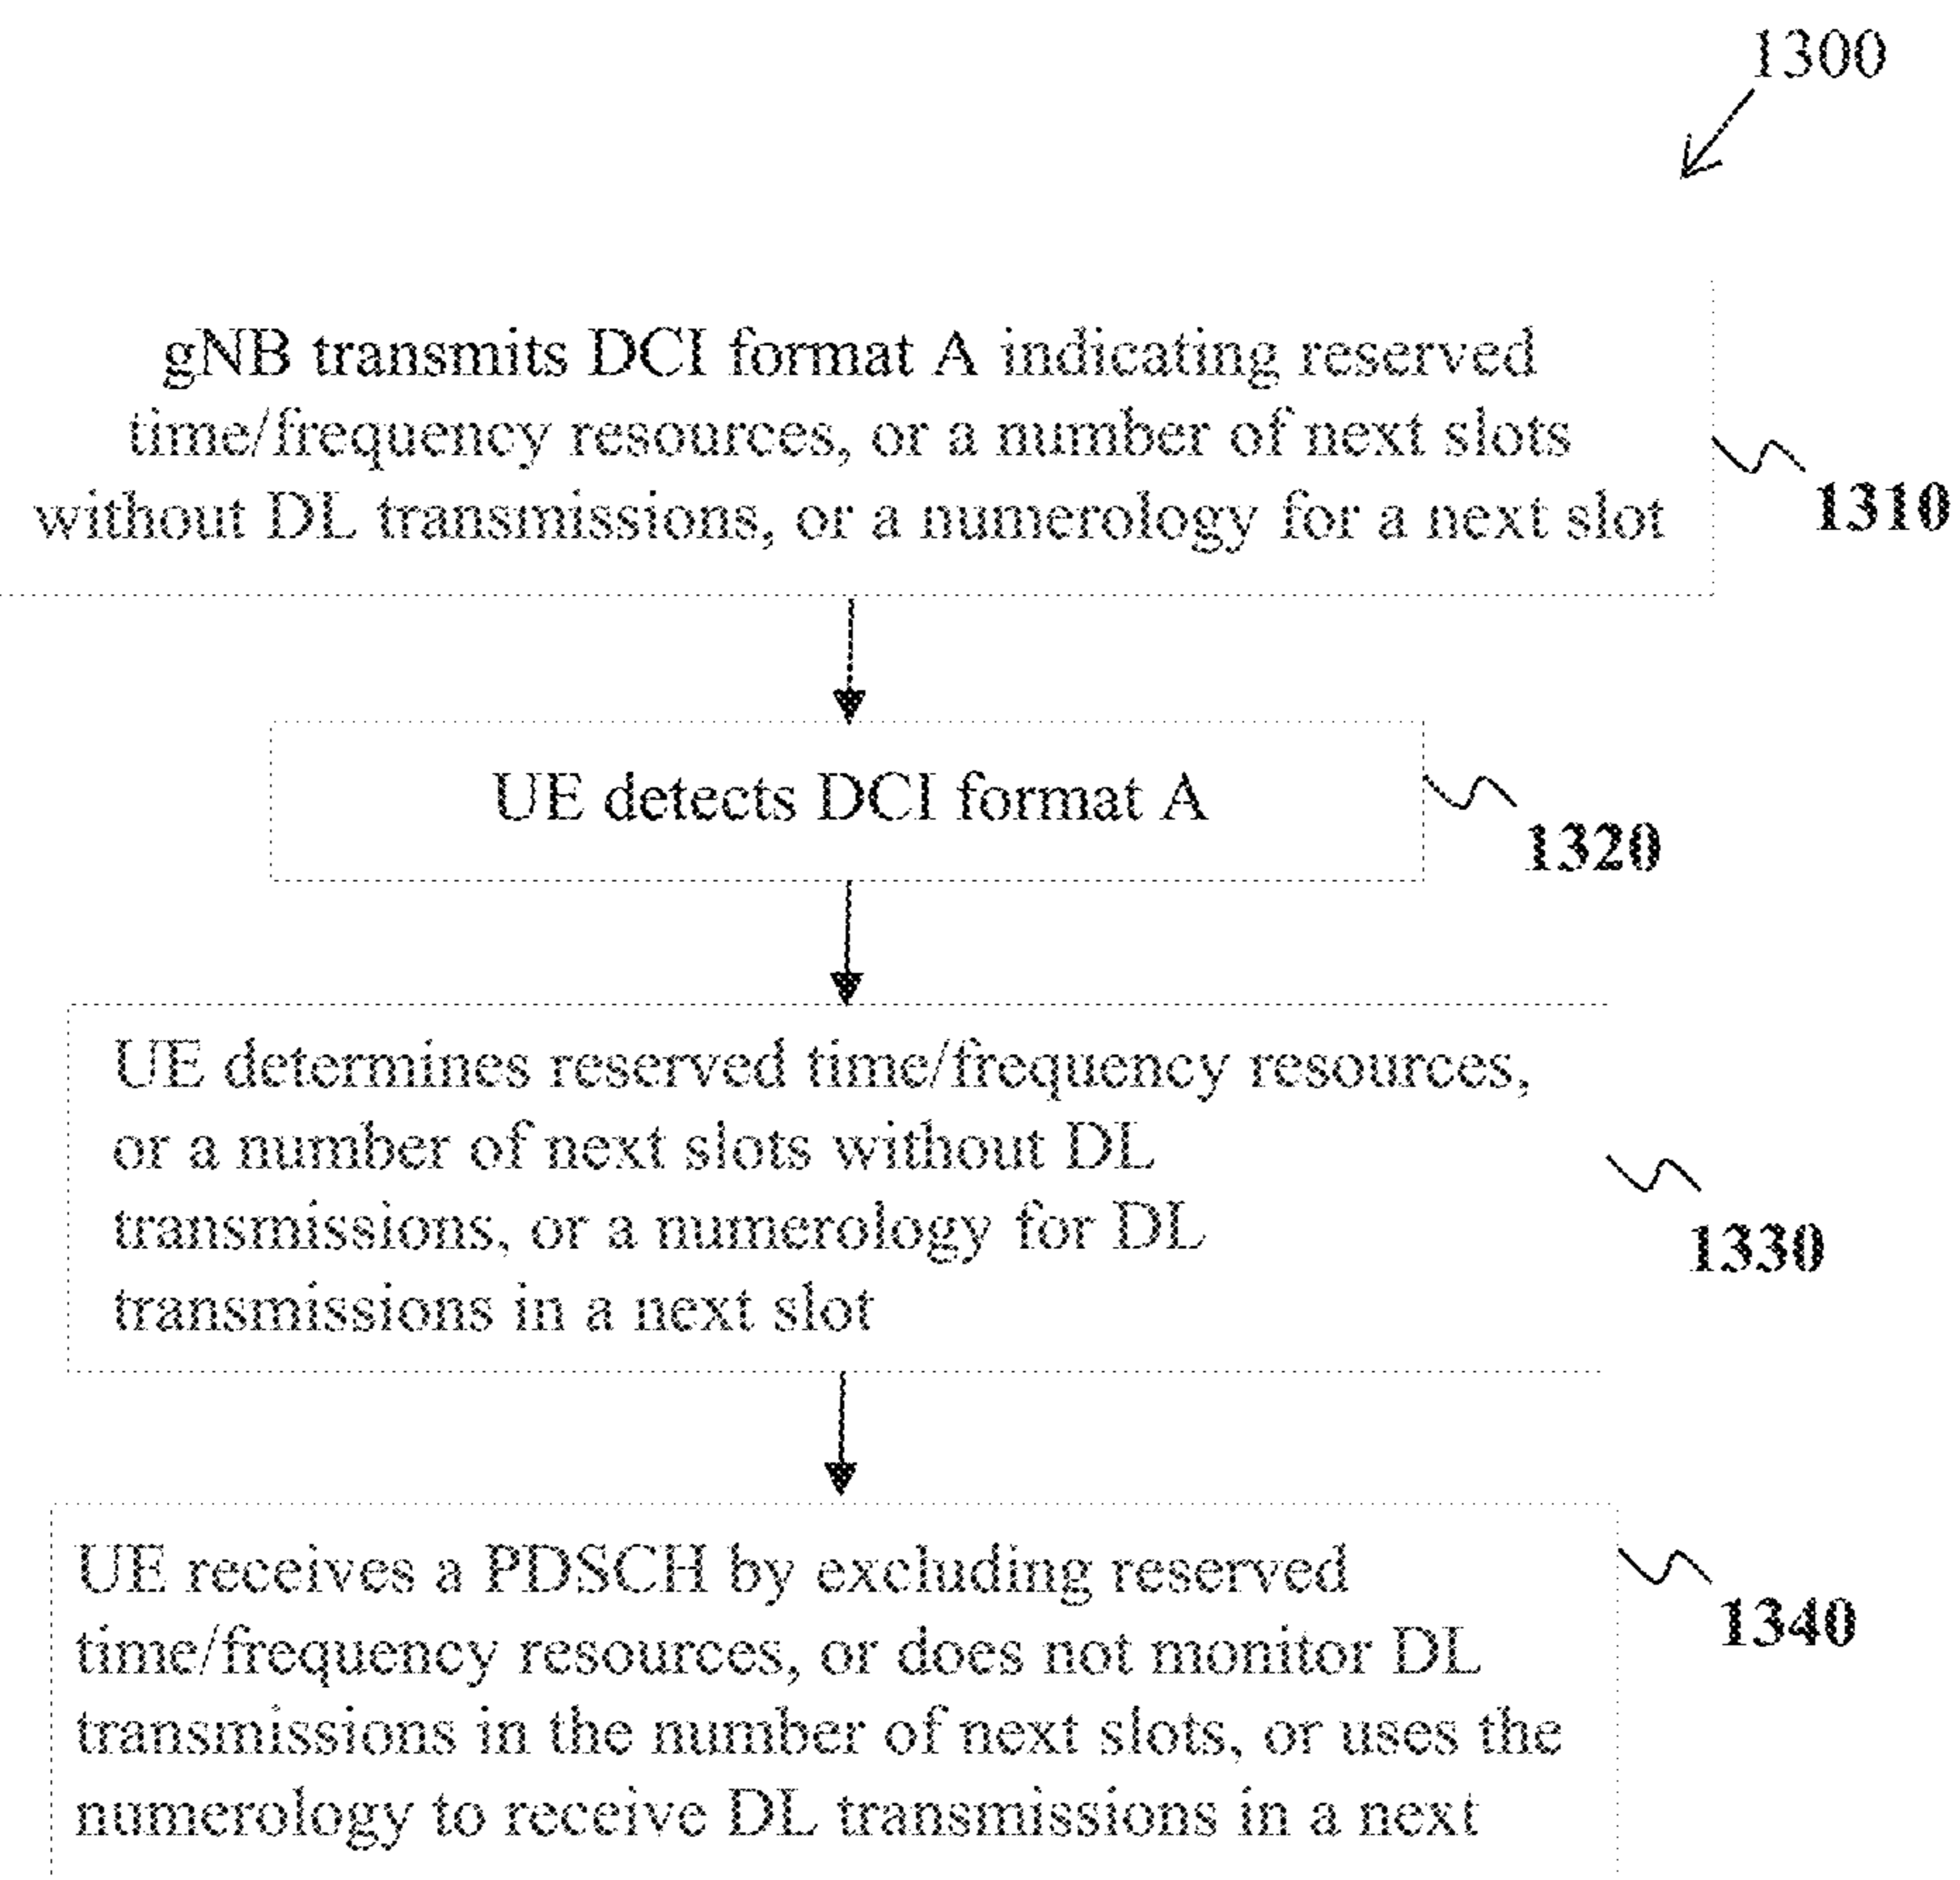 1300
gNB transmits DCI format A indicating reserved
time/frequency resources, or a number of next slots
without DL transmissions, or a numerology for a next slot
1310
UE detects DCI format A
1320
UE determines reserved time/frequency resources,
or a number of next slots without DL
transmissions, or a numerology for DL
transmissions in a next slot
1330
UE receives a PDSCH by excluding reserved
time/frequency resources, or does not monitor DL
transmissions in the number of next slots, or uses the
numerology to receive DL transmissions in a next
1340